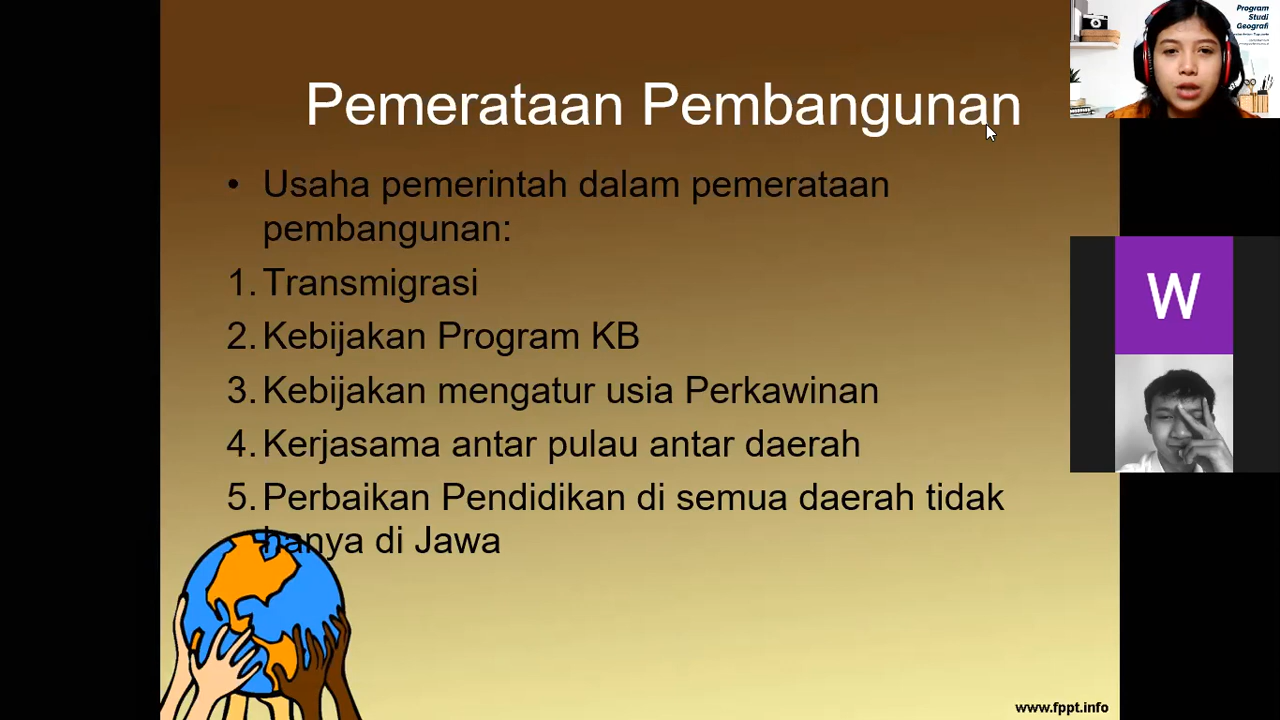 Pemerataan Pembangunan
• Usaha pemerintah dalam pemerataan
pembangunan:
1. Transmigrasi
2. Kebijakan Program KB
3. Kebijakan mengatur usia Perkawinan
4. Kerjasama antar pulau antar daerah
5. Perbaikan Pendidikan di semua daerah tidak
hanya di Jawa
www.fppt.info
Program
Studi
Geografi
W